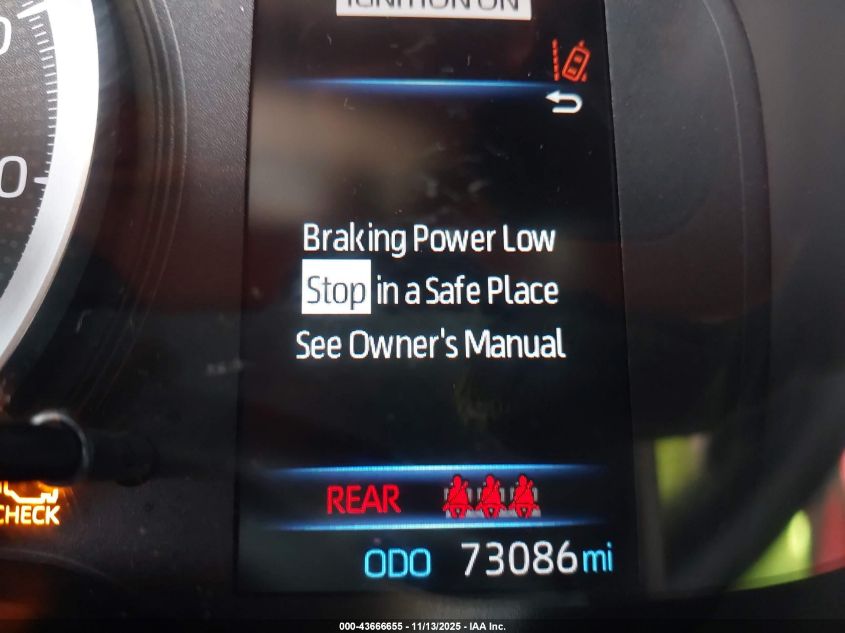 IGNITION ON
Braking Power Low
Stop in a Safe Place
See Owner's Manual
REAR
CHECK
ODO 73086 mi
000-43666655 - 11/13/2025 - IAA Inc.